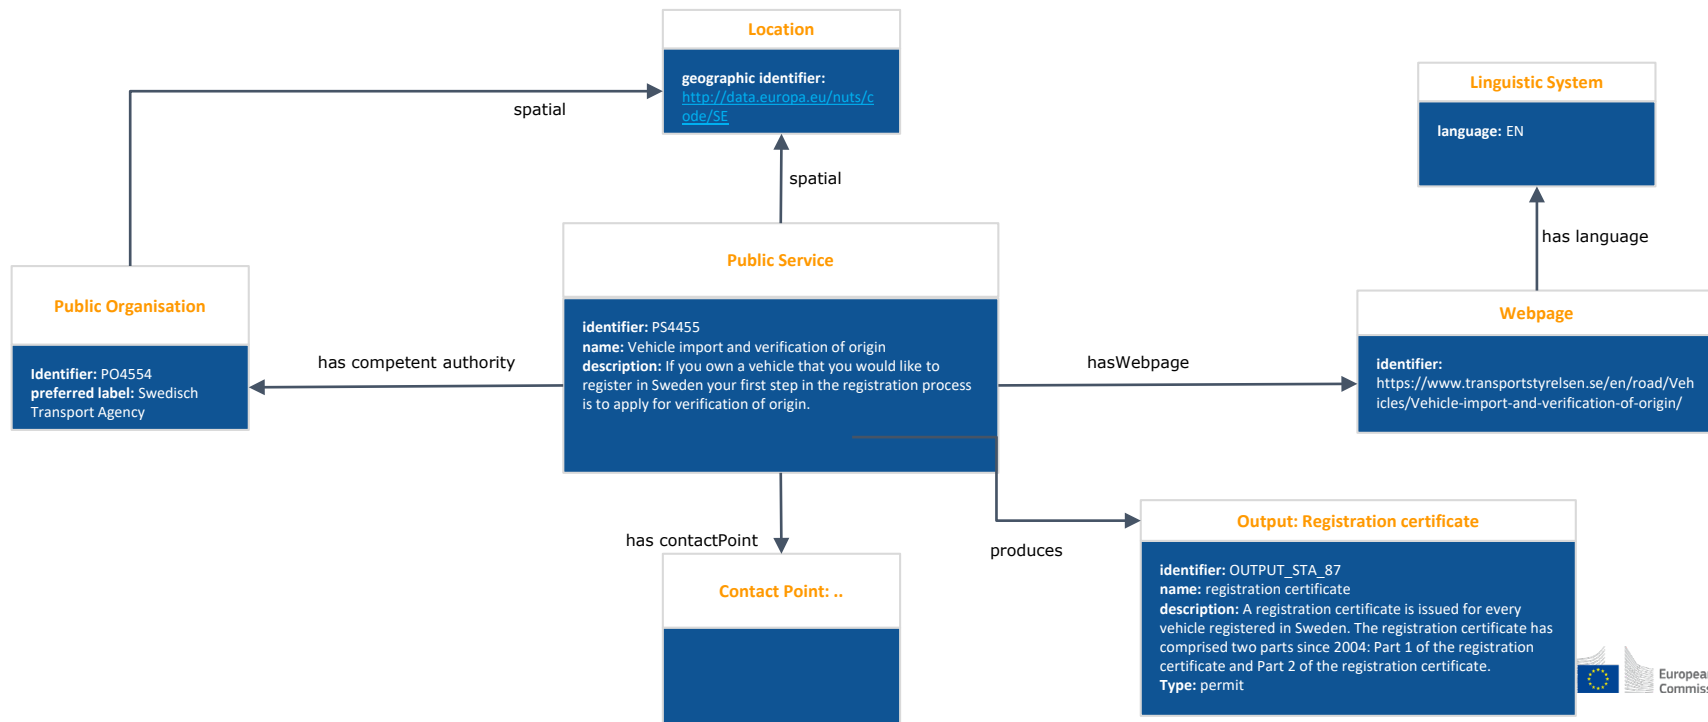 Location
geographic identifier:
http://data.europa.eu/nuts/c
ode/SE
spatial
spatial
Linguistic System
language: EN
has language
Public Organisation
Identifier: PO4554
preferred label: Swedisch
Transport Agency
has competent authority
Public Service
identifier: PS4455
name: Vehicle import and verification of origin
description: If you own a vehicle that you would like to
register in Sweden your first step in the registration process
is to apply for verification of origin.
hasWebpage
Webpage
identifier:
https://www.transportstyrelsen.se/en/road/Veh
icles/Vehicle-import-and-verification-of-origin/
has contactPoint
Contact Point: ..
produces
Output: Registration certificate
identifier: OUTPUT_STA_87
name: registration certificate
description: A registration certificate is issued for every
vehicle registered in Sweden. The registration certificate has
comprised two parts since 2004: Part 1 of the registration
certificate and Part 2 of the registration certificate.
Type: permit
European
Commiss